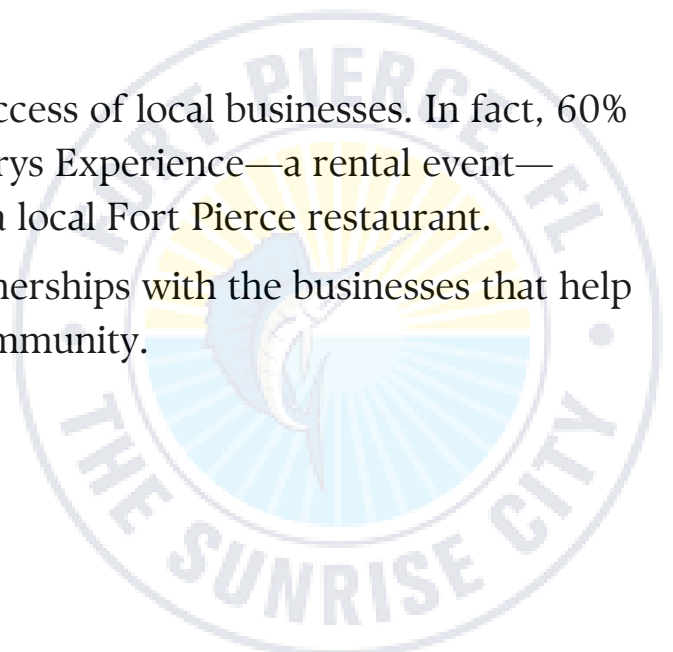 ccess of local businesses. In fact, 60%
rys Experience—a rental event—
a local Fort Pierce restaurant.
nerships with the businesses that help
mmunity.
FORT PIERCE, FL
THE SUNRISE CITY